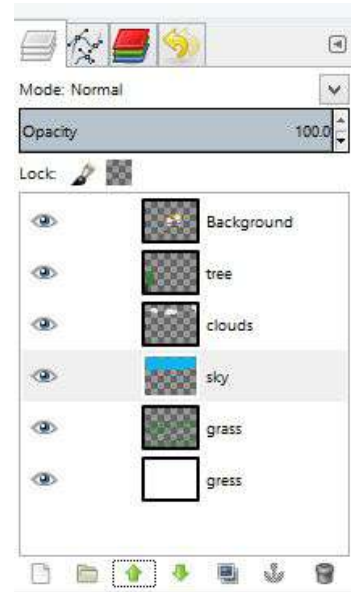 Mode: Normal
Opacity 100.0
Lock:
Background
tree
clouds
sky
grass
gress